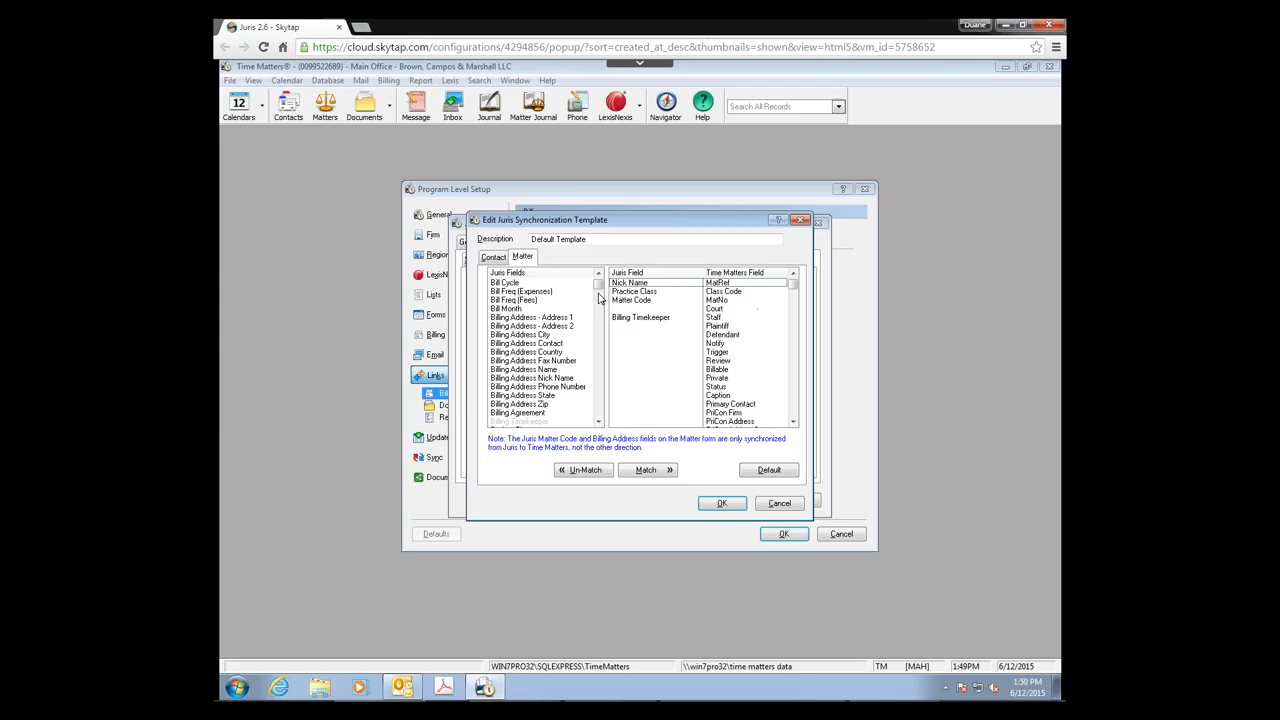 Juris 2.6 - Skytap
Duane
https://cloud.skytap.com/configurations/4294856/popup/?sort=created_at_desc&thumbnails=shown&view=html5&vm_id=5758652
Time Matters® - (0099522689) - Main Office - Brown, Campos & Marshall LLC
File View Calendar Database Mail Billing Report Lexis Search Window Help
12
Calendars Contacts Matters Documents Message Inbox Journal Matter Journal Phone LexisNexis Navigator Help
Search All Records
Program Level Setup
General
Firm
Region
LexisN
Lists
Forms
Billing
Email
Links
Bil
Do
Re
Update
Sync
Docum
Edit Juris Synchronization Template
Description Default Template
Contact Matter
Juris Fields
Bill Cycle
Bill Freq (Expenses)
Bill Freq (Fees)
Bill Month
Billing Address - Address 1
Billing Address - Address 2
Billing Address City
Billing Address Contact
Billing Address Country
Billing Address Fax Number
Billing Address Name
Billing Address Nick Name
Billing Address Phone Number
Billing Address State
Billing Address Zip
Billing Agreement
Billing Timekeeper
Juris Field Time Matters Field
Nick Name MatRef
Practice Class Class Code
Matter Code MatNo
Court
Billing Timekeeper Staff
Plaintiff
Defendant
Notify
Trigger
Review
Billable
Private
Status
Caption
Primary Contact
PriCon Firm
PriCon Address
Note: The Juris Matter Code and Billing Address fields on the Matter form are only synchronized
from Juris to Time Matters, not the other direction.
« Un-Match Match » Default
OK Cancel
Defaults OK Cancel
WIN7PRO32\SQLEXPRESS\TimeMatters \\win7pro32\time matters data TM [MAH] 1:49PM 6/12/2015
1:50 PM
6/12/2015